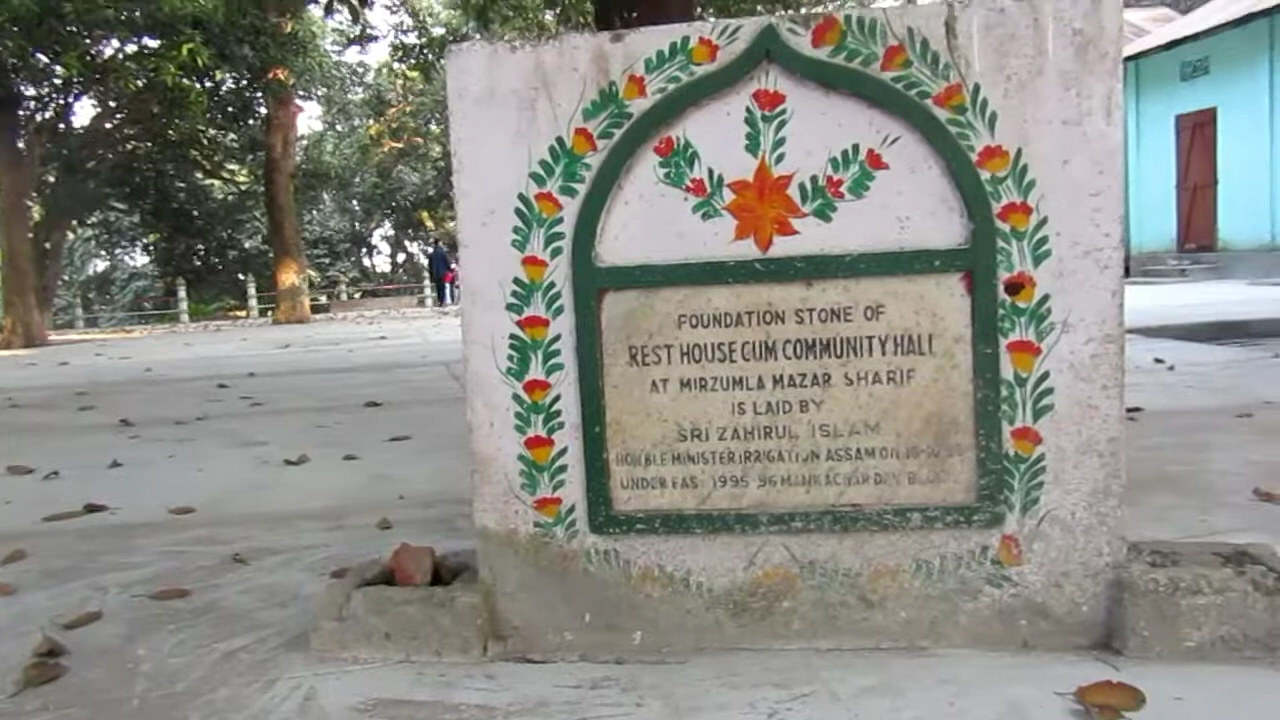 FOUNDATION STONE OF
REST HOUSE CUM COMMUNITY HALL
AT MIRZUMLA MAZAR SHARIF
IS LAID BY
SRI ZAHIRUL ISLAM
HON'BLE MINISTER IRRIGATION ASSAM ON
UNDER EAS 1995 96 MANKACHAR DEV BLOCK